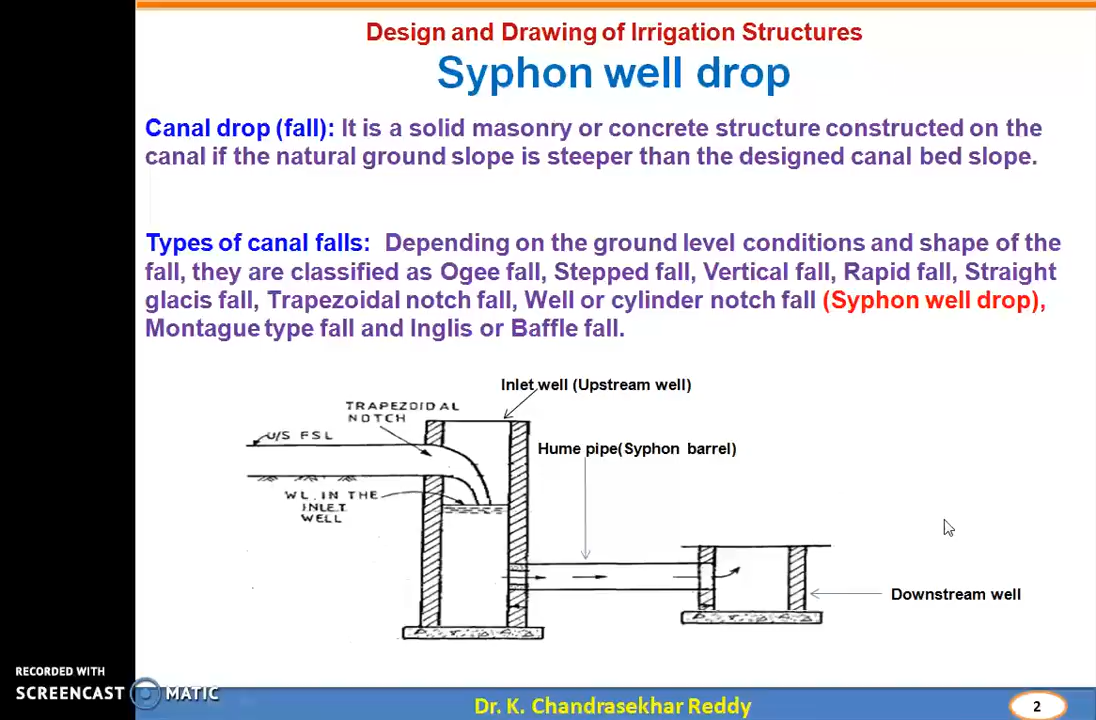 Design and Drawing of Irrigation Structures
Syphon well drop
Canal drop (fall): It is a solid masonry or concrete structure constructed on the
canal if the natural ground slope is steeper than the designed canal bed slope.
Types of canal falls: Depending on the ground level conditions and shape of the
fall, they are classified as Ogee fall, Stepped fall, Vertical fall, Rapid fall, Straight
glacis fall, Trapezoidal notch fall, Well or cylinder notch fall (Syphon well drop),
Montague type fall and Inglis or Baffle fall.
Inlet well (Upstream well)
TRAPEZOIDAL
NOTCH
U/S FSL
Hume pipe(Syphon barrel)
WL. IN THE
INLET
WELL
Downstream well
RECORDED WITH
SCREENCAST MATIC
Dr. K. Chandrasekhar Reddy
2